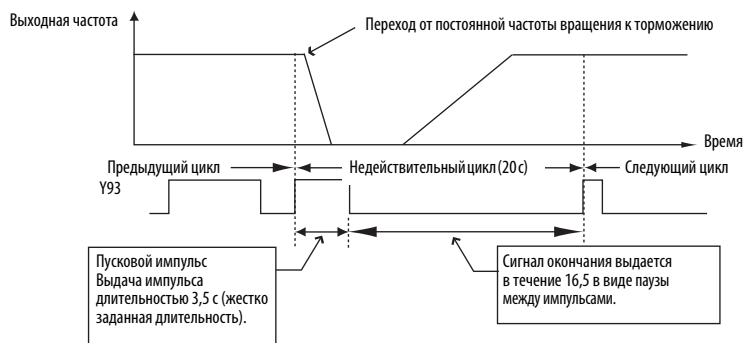 Выходная частота
Переход от постоянной частоты вращения к торможению
Время
Предыдущий цикл
Недействительный цикл (20 с)
Следующий цикл
Y93
Пусковой импульс
Выдача импульса
длительностью 3,5 с (жестко
заданная длительность).
Сигнал окончания выдается
в течение 16,5 в виде паузы
между импульсами.